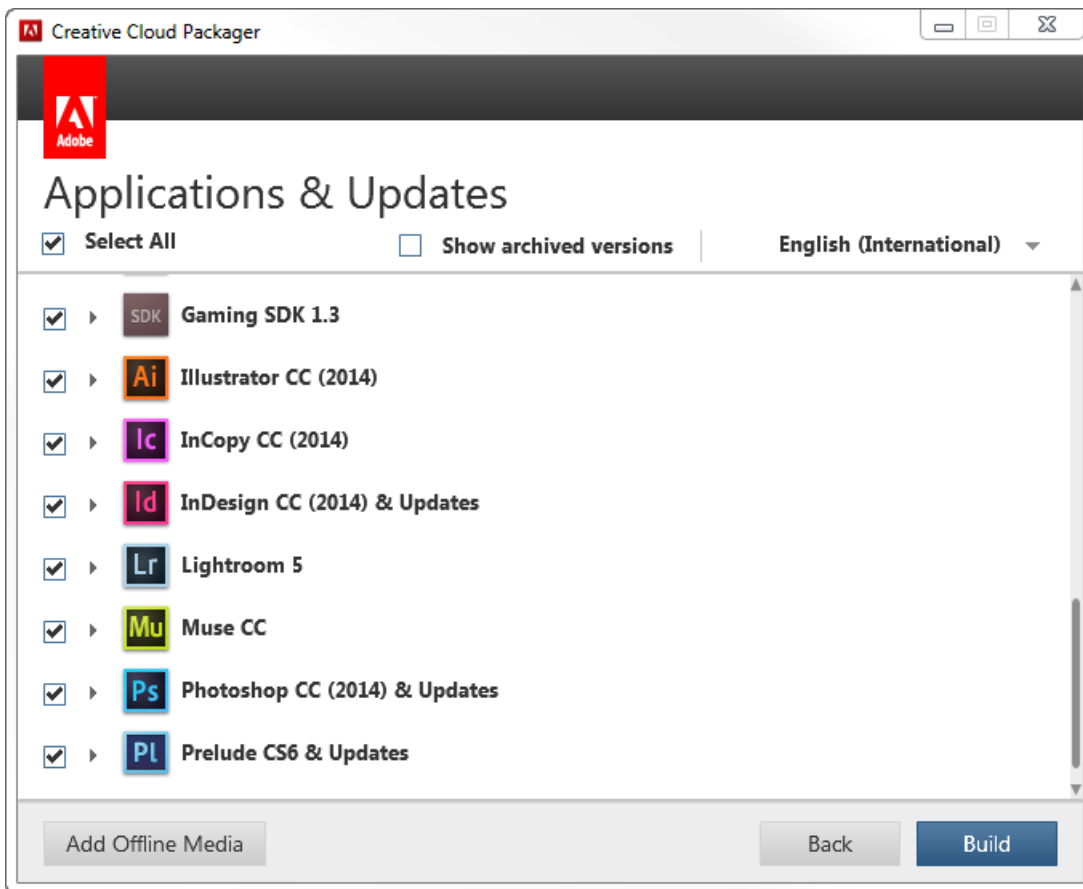 Creative Cloud Packager
Adobe
Applications & Updates
Select All Show archived versions English (International)
SDK Gaming SDK 1.3
Ai Illustrator CC (2014)
Ic InCopy CC (2014)
Id InDesign CC (2014) & Updates
Lr Lightroom 5
Mu Muse CC
Ps Photoshop CC (2014) & Updates
Pl Prelude CS6 & Updates
Add Offline Media Back Build